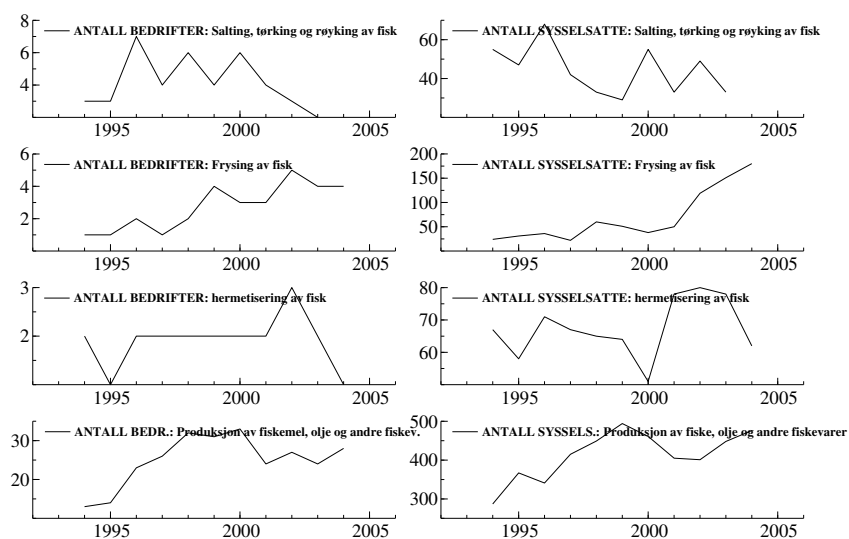 ANTALL BEDRIFTER: Salting, tørking og røyking av fisk
8
6
4
1995 2000 2005
ANTALL SYSSELSATTE: Salting, tørking og røyking av fisk
60
40
1995 2000 2005
ANTALL BEDRIFTER: Frysing av fisk
6
4
2
1995 2000 2005
ANTALL SYSSELSATTE: Frysing av fisk
200
150
100
50
1995 2000 2005
ANTALL BEDRIFTER: hermetisering av fisk
3
2
1995 2000 2005
ANTALL SYSSELSATTE: hermetisering av fisk
80
70
60
1995 2000 2005
ANTALL BEDR.: Produksjon av fiskemel, olje og andre fiskev.
30
20
1995 2000 2005
ANTALL SYSSELS.: Produksjon av fiske, olje og andre fiskevarer
500
400
300
1995 2000 2005